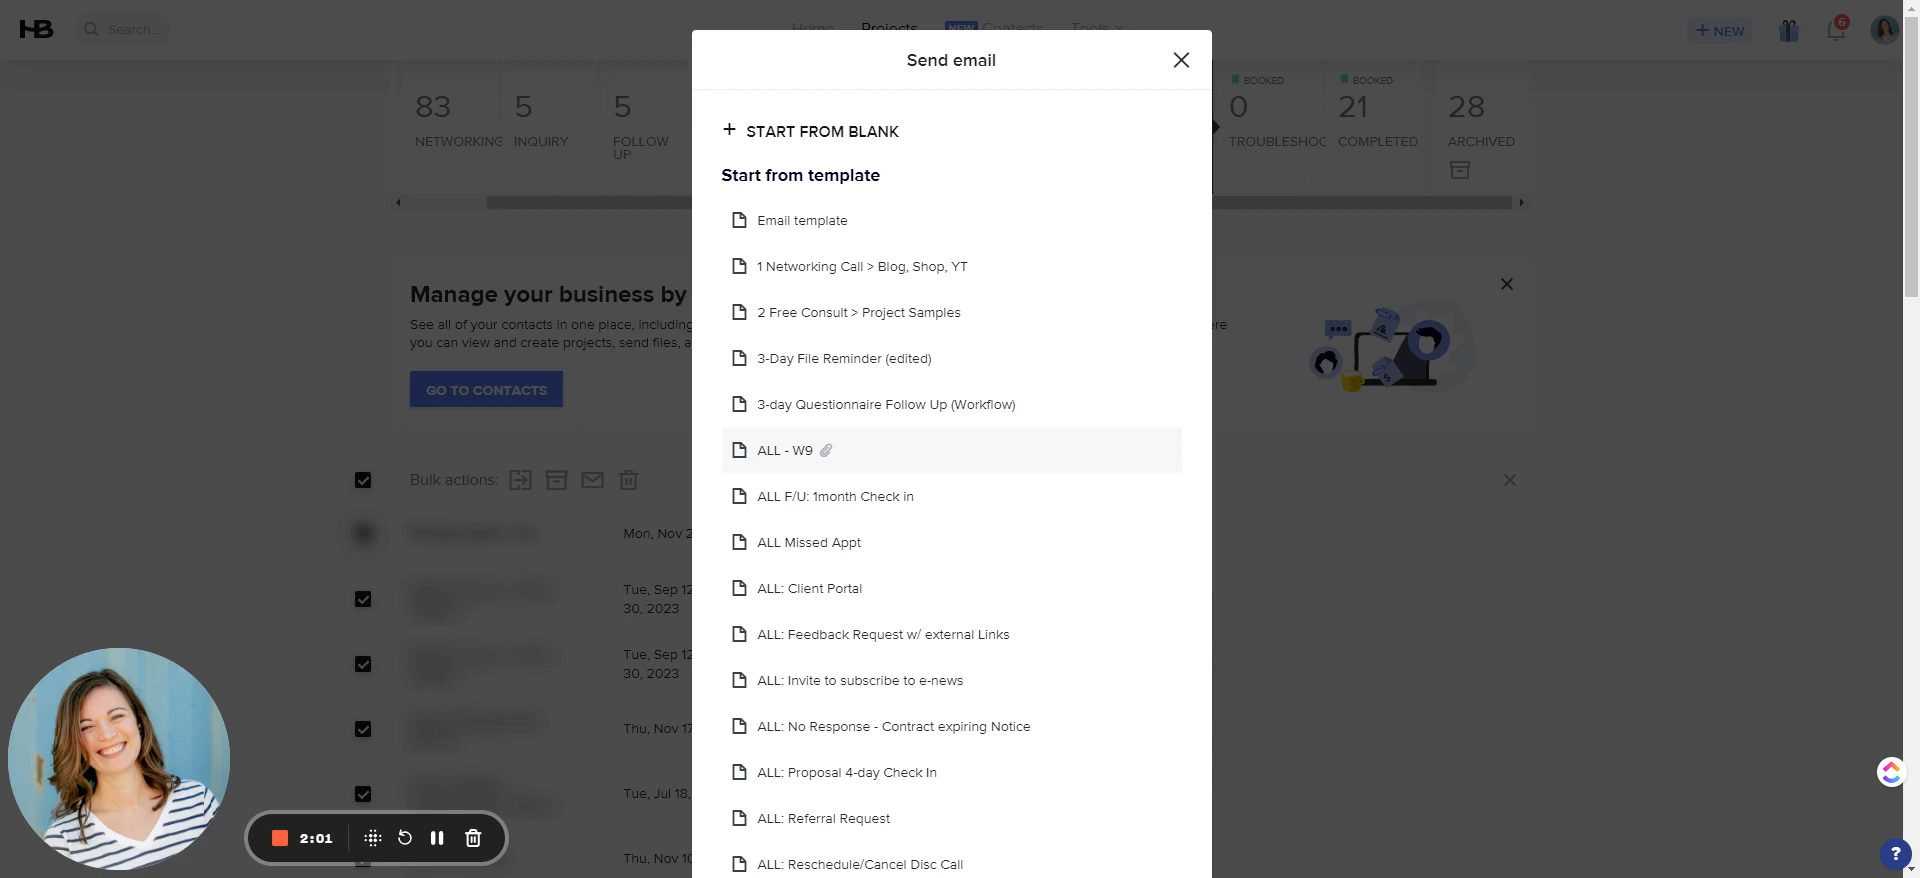 HB
Search...
Home
Projects
NEW
Contacts
Tools
+ NEW
6
83
NETWORKING
5
INQUIRY
5
FOLLOW
UP
BOOKED
0
TROUBLESHOC
BOOKED
21
COMPLETED
28
ARCHIVED
Send email
+ START FROM BLANK
Start from template
Email template
1 Networking Call > Blog, Shop, YT
2 Free Consult > Project Samples
3-Day File Reminder (edited)
3-day Questionnaire Follow Up (Workflow)
ALL - W9
ALL F/U: 1month Check in
ALL Missed Appt
ALL: Client Portal
ALL: Feedback Request w/ external Links
ALL: Invite to subscribe to e-news
ALL: No Response - Contract expiring Notice
ALL: Proposal 4-day Check In
ALL: Referral Request
ALL: Reschedule/Cancel Disc Call
Manage your business by
See all of your contacts in one place, including
ere
you can view and create projects, send files, a
GO TO CONTACTS
Bulk actions:
Mon, Nov 2
Tue, Sep 12
30, 2023
Tue, Sep 12
30, 2023
Thu, Nov 17
Tue, Jul 18,
Thu, Nov 10
2:01
?